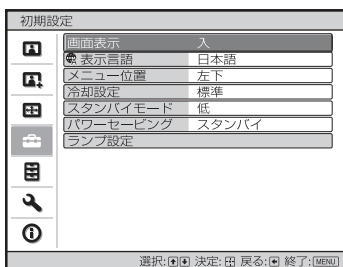 初期設定
画面表示 入
表示言語 日本語
メニュー位置 左下
冷却設定 標準
スタンバイモード 低
パワーセービング スタンバイ
ランプ設定
選択: 決定: 戻る: 終了:MENU